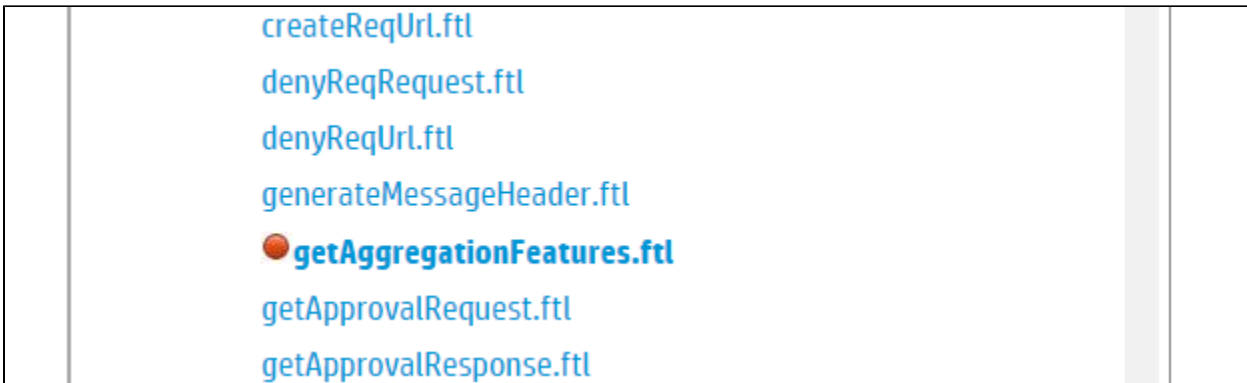 createReqUrl.ftl
denyReqRequest.ftl
denyReqUrl.ftl
generateMessageHeader.ftl
getAggregationFeatures.ftl
getApprovalRequest.ftl
getApprovalResponse.ftl